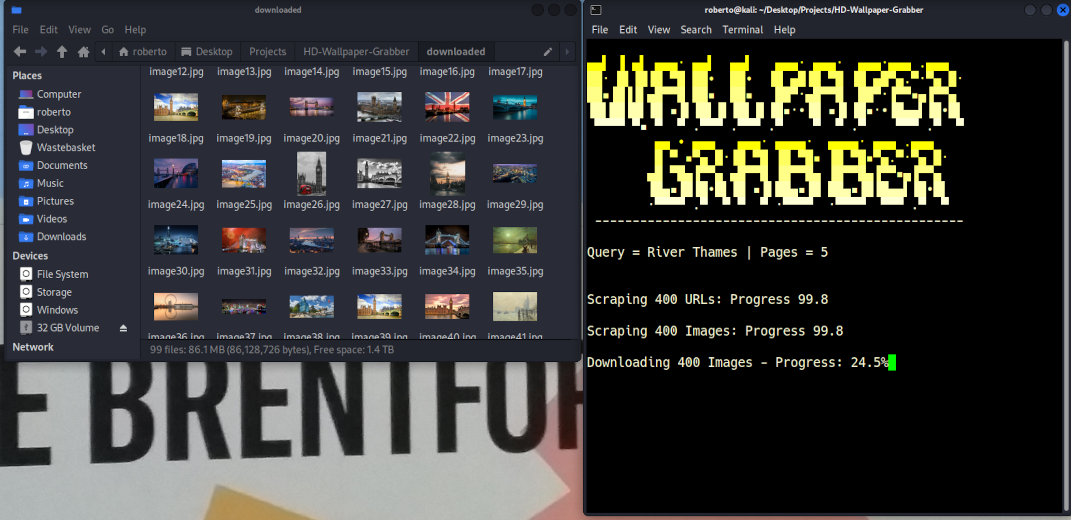 downloaded
File Edit View Go Help
roberto Desktop Projects HD-Wallpaper-Grabber downloaded
Places
Computer
roberto
Desktop
Wastebasket
Documents
Music
Pictures
Videos
Downloads
Devices
File System
Storage
Windows
32 GB Volume
Network
image12.jpg image13.jpg image14.jpg image15.jpg image16.jpg image17.jpg
image18.jpg image19.jpg image20.jpg image21.jpg image22.jpg image23.jpg
image24.jpg image25.jpg image26.jpg image27.jpg image28.jpg image29.jpg
image30.jpg image31.jpg image32.jpg image33.jpg image34.jpg image35.jpg
image36.jpg image37.jpg image38.jpg image39.jpg image40.jpg image41.jpg
99 files: 86.1 MB (86,128,726 bytes), Free space: 1.4 TB
roberto@kali: ~/Desktop/Projects/HD-Wallpaper-Grabber
File Edit View Search Terminal Help
WALLPAPER
GRABBER
Query = River Thames | Pages = 5
Scraping 400 URLs: Progress 99.8
Scraping 400 Images: Progress 99.8
Downloading 400 Images - Progress: 24.5%
E BRENTFOR